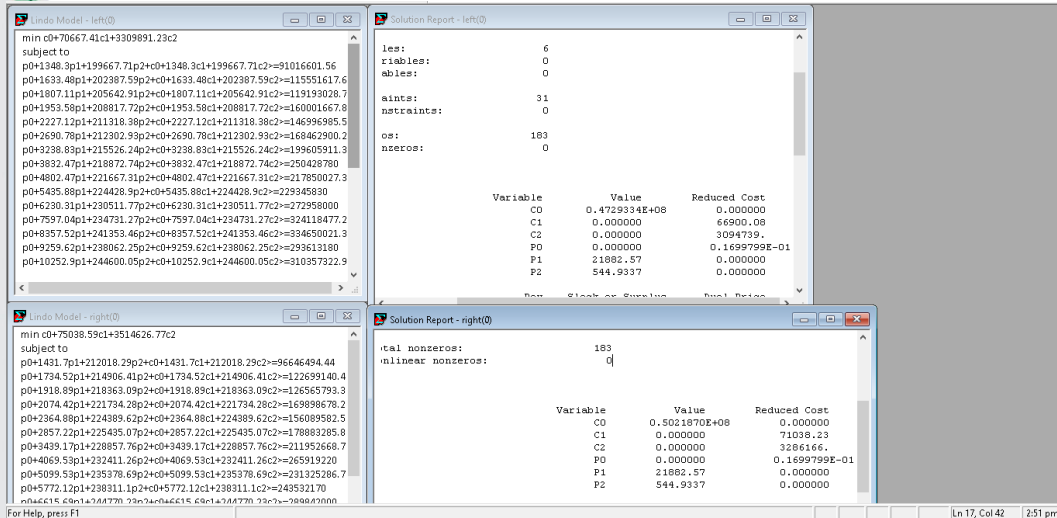 Lindo Model - left(0)
min c0+70667.41c1+3309891.23c2
subject to
p0+1348.3p1+199667.71p2+c0+1348.3c1+199667.71c2>=91016601.56
p0+1633.48p1+202387.59p2+c0+1633.48c1+202387.59c2>=115551617.6
p0+1807.11p1+205642.91p2+c0+1807.11c1+205642.91c2>=119193028.7
p0+1953.58p1+208817.72p2+c0+1953.58c1+208817.72c2>=160001667.8
p0+2227.12p1+211318.38p2+c0+2227.12c1+211318.38c2>=146996985.5
p0+2690.78p1+212302.93p2+c0+2690.78c1+212302.93c2>=168462900.2
p0+3238.83p1+215526.24p2+c0+3238.83c1+215526.24c2>=199605911.3
p0+3832.47p1+218872.74p2+c0+3832.47c1+218872.74c2>=250428780
p0+4802.47p1+221667.31p2+c0+4802.47c1+221667.31c2>=217850027.3
p0+5435.88p1+224428.9p2+c0+5435.88c1+224428.9c2>=229345830
p0+6230.31p1+230511.77p2+c0+6230.31c1+230511.77c2>=272958000
p0+7597.04p1+234731.27p2+c0+7597.04c1+234731.27c2>=324118477.2
p0+8357.52p1+241353.46p2+c0+8357.52c1+241353.46c2>=334650021.3
p0+9259.62p1+238062.25p2+c0+9259.62c1+238062.25c2>=293613180
p0+10252.9p1+244600.05p2+c0+10252.9c1+244600.05c2>=310357322.9
Solution Report - left(0)
les: 6
riables: 0
ables: 0
aints: 31
nstraints: 0
os: 183
nzeros: 0
Variable Value Reduced Cost
C0 0.4729334E+08 0.000000
C1 0.000000 66900.08
C2 0.000000 3094739.
P0 0.000000 0.1699799E-01
P1 21882.57 0.000000
P2 544.9337 0.000000
Row Slack or Surplus Dual Price
Lindo Model - right(0)
min c0+75038.59c1+3514626.77c2
subject to
p0+1431.7p1+212018.29p2+c0+1431.7c1+212018.29c2>=96646494.44
p0+1734.52p1+214906.41p2+c0+1734.52c1+214906.41c2>=122699140.4
p0+1918.89p1+218363.09p2+c0+1918.89c1+218363.09c2>=126565793.3
p0+2074.42p1+221734.28p2+c0+2074.42c1+221734.28c2>=169898678.2
p0+2364.88p1+224389.62p2+c0+2364.88c1+224389.62c2>=156089582.5
p0+2857.22p1+225435.07p2+c0+2857.22c1+225435.07c2>=178883285.8
p0+3439.17p1+228857.76p2+c0+3439.17c1+228857.76c2>=211952668.7
p0+4069.53p1+232411.26p2+c0+4069.53c1+232411.26c2>=265919220
p0+5099.53p1+235378.69p2+c0+5099.53c1+235378.69c2>=231325286.7
p0+5772.12p1+238311.1p2+c0+5772.12c1+238311.1c2>=243532170
p0+6615.69p1+244770.23p2+c0+6615.69c1+244770.23c2>=289842000
Solution Report - right(0)
otal nonzeros: 183
onlinear nonzeros: 0
Variable Value Reduced Cost
C0 0.5021870E+08 0.000000
C1 0.000000 71038.23
C2 0.000000 3286166.
P0 0.000000 0.1699799E-01
P1 21882.57 0.000000
P2 544.9337 0.000000
For Help, press F1
Ln 17, Col 42
2:51 pm